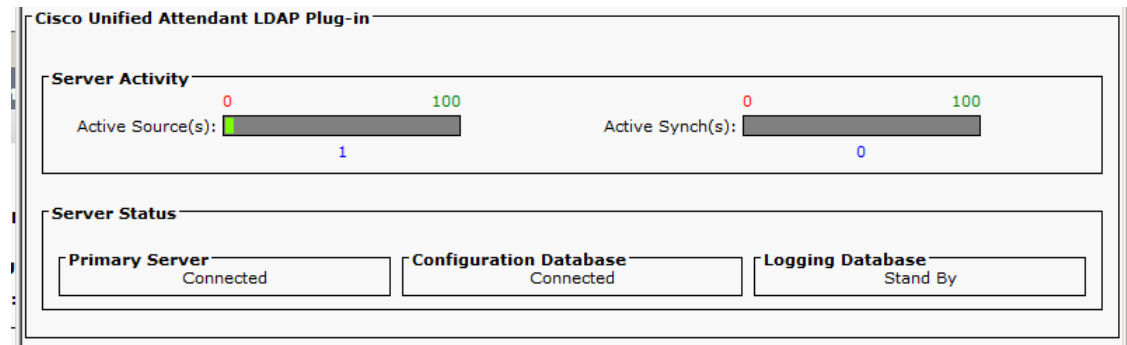 Cisco Unified Attendant LDAP Plug-in
Server Activity
0 100 0 100
Active Source(s): Active Synch(s):
1 0
Server Status
Primary Server Configuration Database Logging Database
Connected Connected Stand By